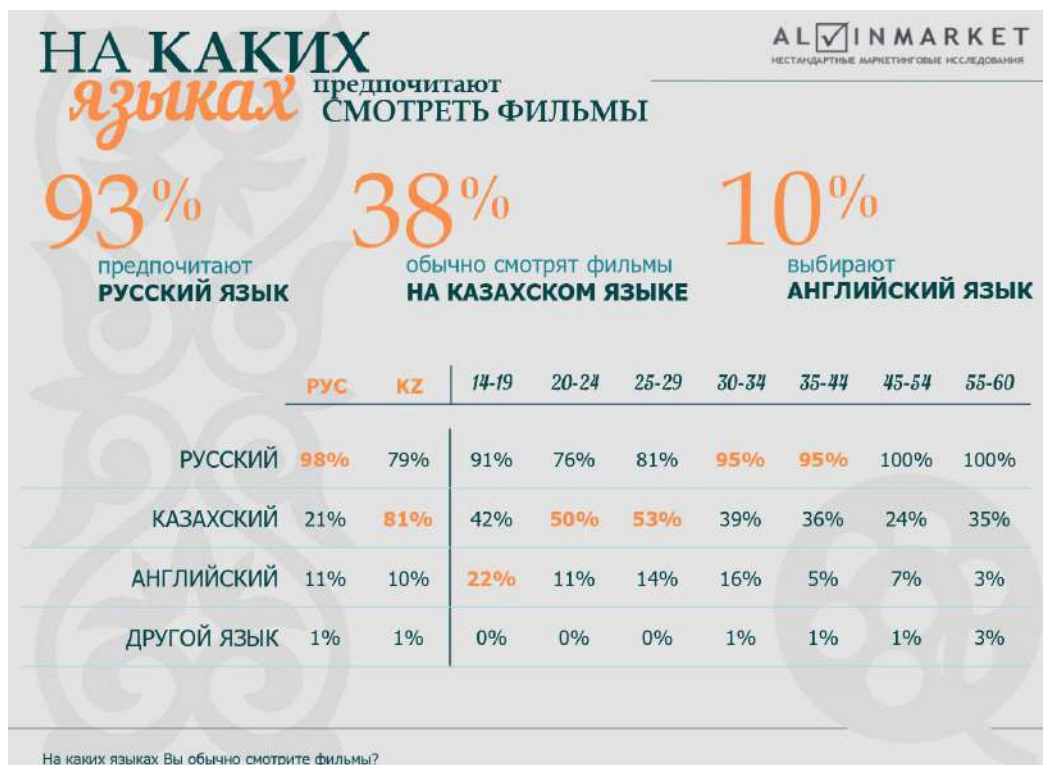 НА КАКИХ
языках предпочитают
СМОТРЕТЬ ФИЛЬМЫ
AL INMARKET
НЕСТАНДАРТНЫЕ МАРКЕТИНГОВЫЕ ИССЛЕДОВАНИЯ
93% 38% 10%
предпочитают обычно смотрят фильмы выбирают
РУССКИЙ ЯЗЫК НА КАЗАХСКОМ ЯЗЫКЕ АНГЛИЙСКИЙ ЯЗЫК
РУС KZ 14-19 20-24 25-29 30-34 35-44 45-54 55-60
РУССКИЙ 98% 79% 91% 76% 81% 95% 95% 100% 100%
КАЗАХСКИЙ 21% 81% 42% 50% 53% 39% 36% 24% 35%
АНГЛИЙСКИЙ 11% 10% 22% 11% 14% 16% 5% 7% 3%
ДРУГОЙ ЯЗЫК 1% 1% 0% 0% 0% 1% 1% 1% 3%
На каких языках Вы обычно смотрите фильмы?